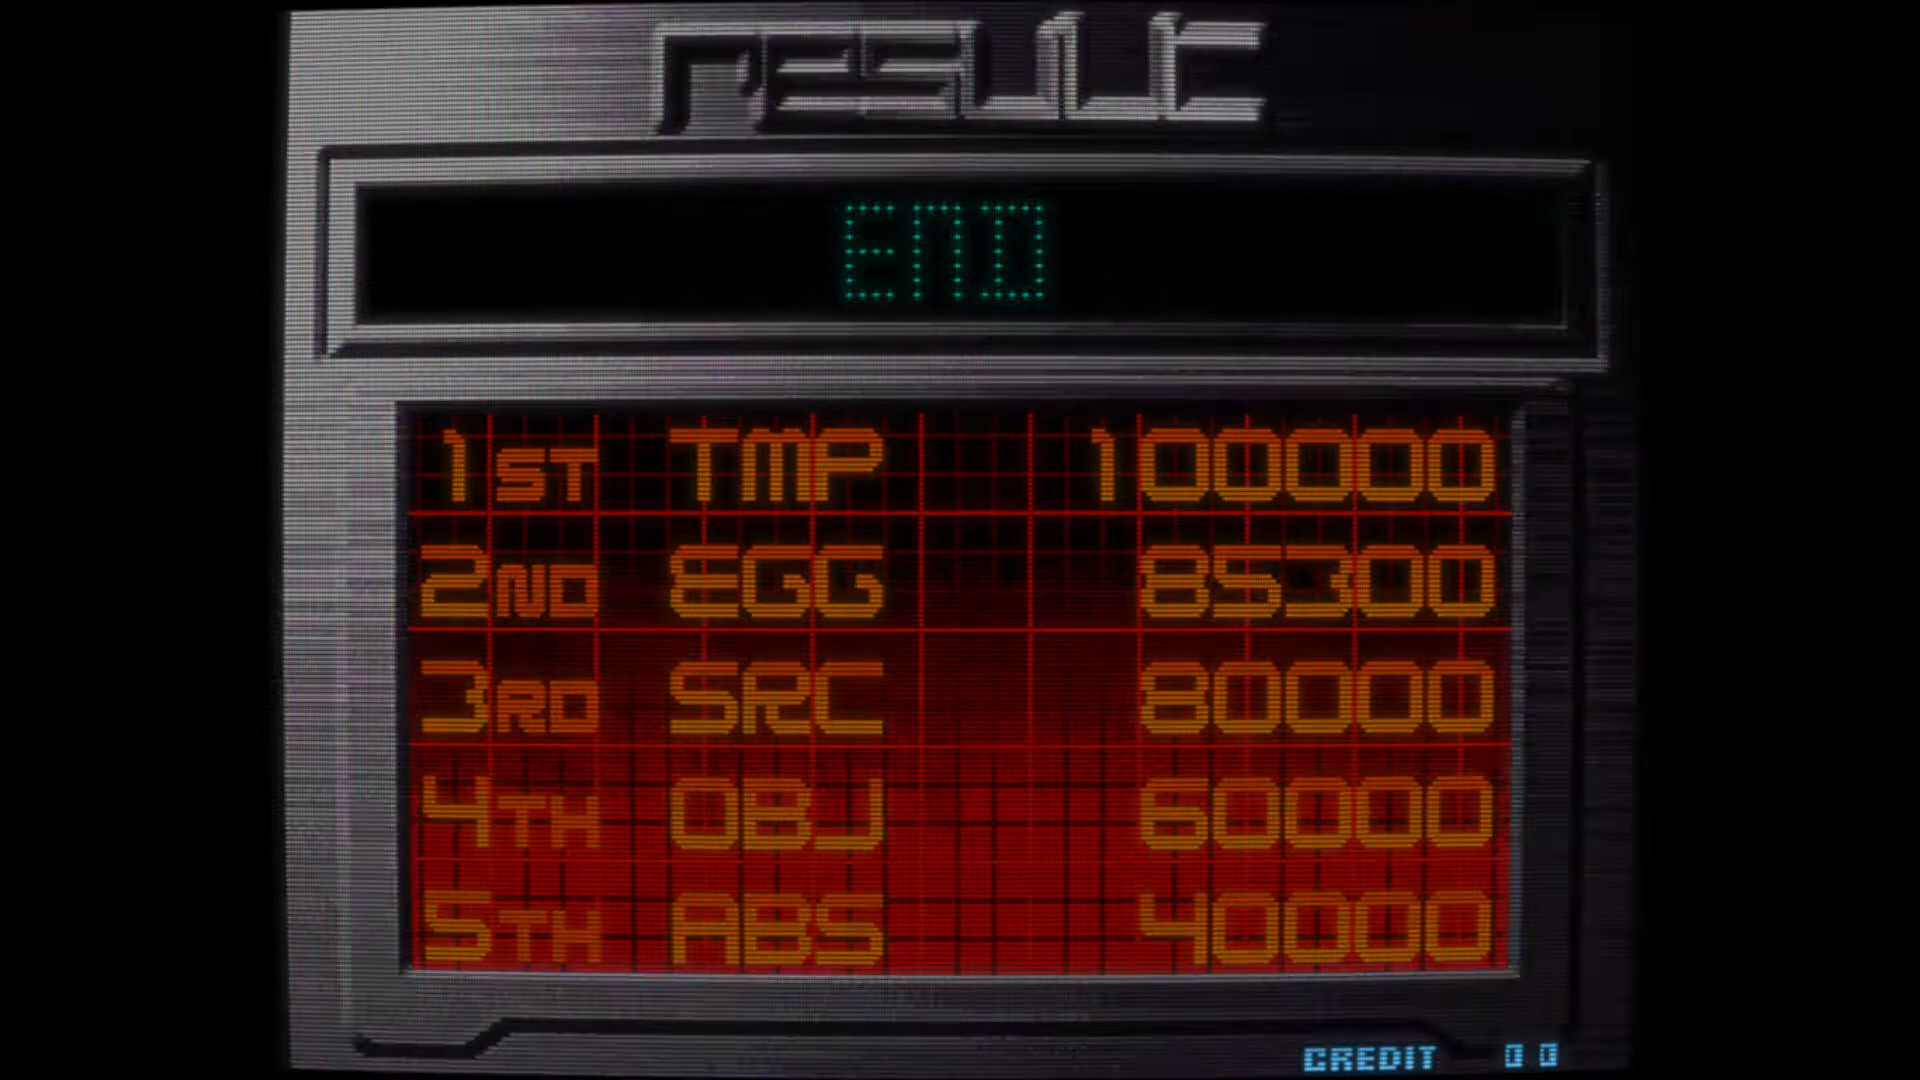 RESULT
END
1ST TMP 100000
2ND EGG 85300
3RD SRC 80000
4TH OBJ 60000
5TH ABS 40000
CREDIT 00